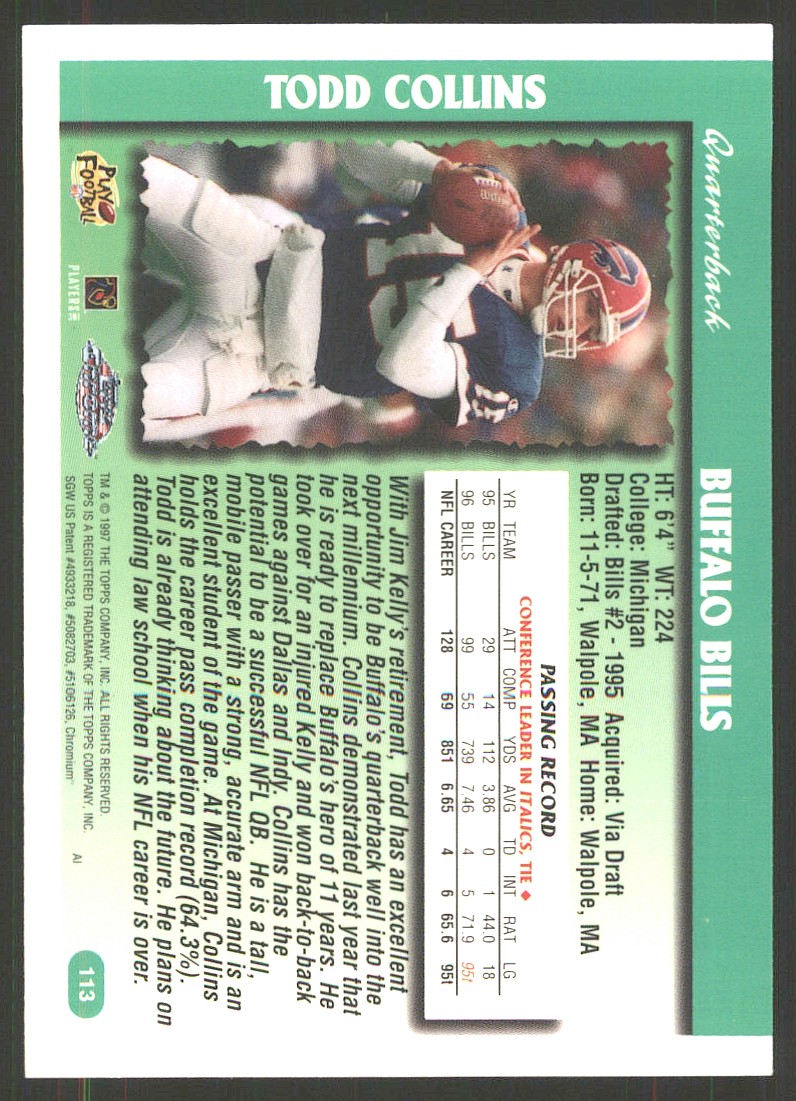 TODD COLLINS
Quarterback
BUFFALO BILLS
HT: 6'4" WT: 224
College: Michigan
Drafted: Bills #2 - 1995 Acquired: Via Draft
Born: 11-5-71, Walpole, MA Home: Walpole, MA
PASSING RECORD
CONFERENCE LEADER IN ITALICS, TIE ♦
YR TEAM ATT COMP YDS AVG TD INT RAT LG
95 BILLS 29 14 112 3.86 0 1 44.0 18
96 BILLS 99 55 739 7.46 4 5 71.9 95t
NFL CAREER 128 69 851 6.65 4 6 65.6 95t
With Jim Kelly's retirement, Todd has an excellent
opportunity to be Buffalo's quarterback well into the
next millennium. Collins demonstrated last year that
he is ready to replace Buffalo's hero of 11 years. He
took over for an injured Kelly and won back-to-back
games against Dallas and Indy. Collins has the
potential to be a successful NFL QB. He is a tall,
mobile passer with a strong, accurate arm and is an
excellent student of the game. At Michigan, Collins
holds the career pass completion record (64.3%).
Todd is already thinking about the future. He plans on
attending law school when his NFL career is over.
15
15
PLAY
FOOTBALL
PLAYERS INC
Topps
Chrome
TM & © 1997 THE TOPPS COMPANY, INC. ALL RIGHTS RESERVED.
TOPPS IS A REGISTERED TRADEMARK OF THE TOPPS COMPANY, INC.
SGW US Patent #4933218, #5082703, #5106126, Chromium™
AI
113